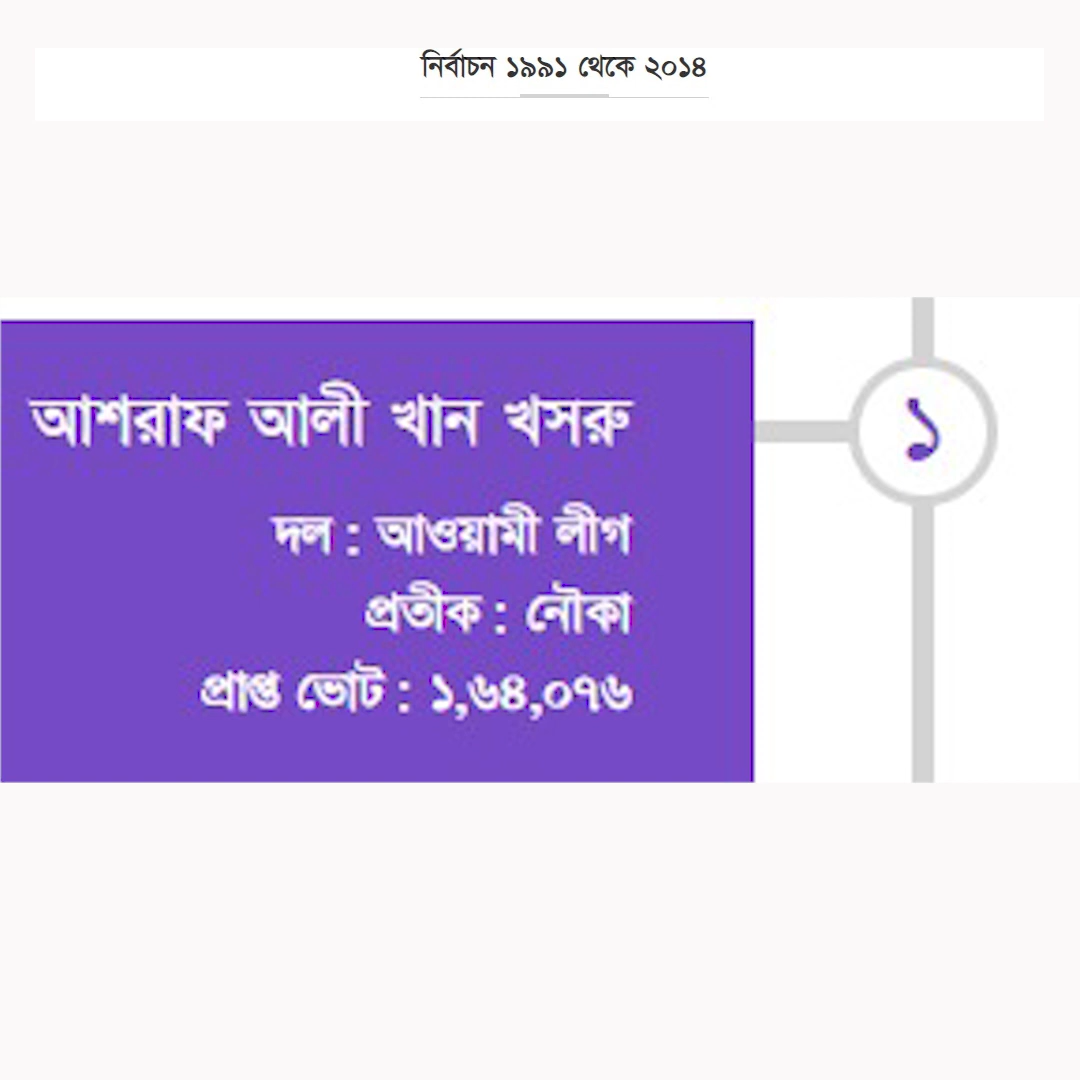 নির্বাচন ১৯৯১ থেকে ২০১৪
আশরাফ আলী খান খসরু
১
দল : আওয়ামী লীগ
প্রতীক : নৌকা
প্রাপ্ত ভোট : ১,৬৪,০৭৬